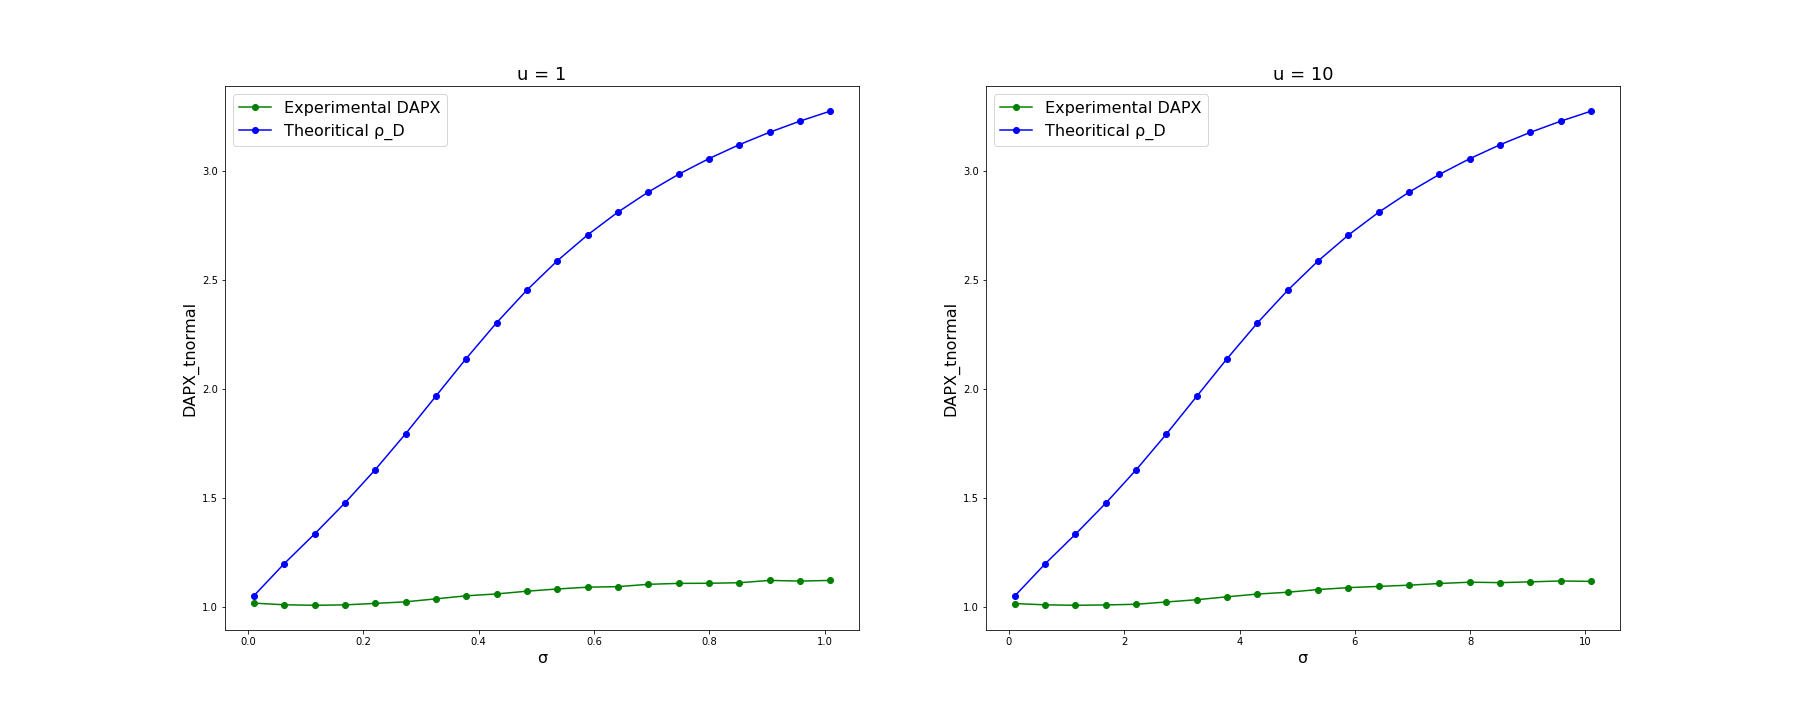 u = 1
Experimental DAPX
Theoritical ρ_D
DAPX_tnormal
3.0
2.5
2.0
1.5
1.0
0.0 0.2 0.4 0.6 0.8 1.0
σ
u = 10
Experimental DAPX
Theoritical ρ_D
DAPX_tnormal
3.0
2.5
2.0
1.5
1.0
0 2 4 6 8 10
σ